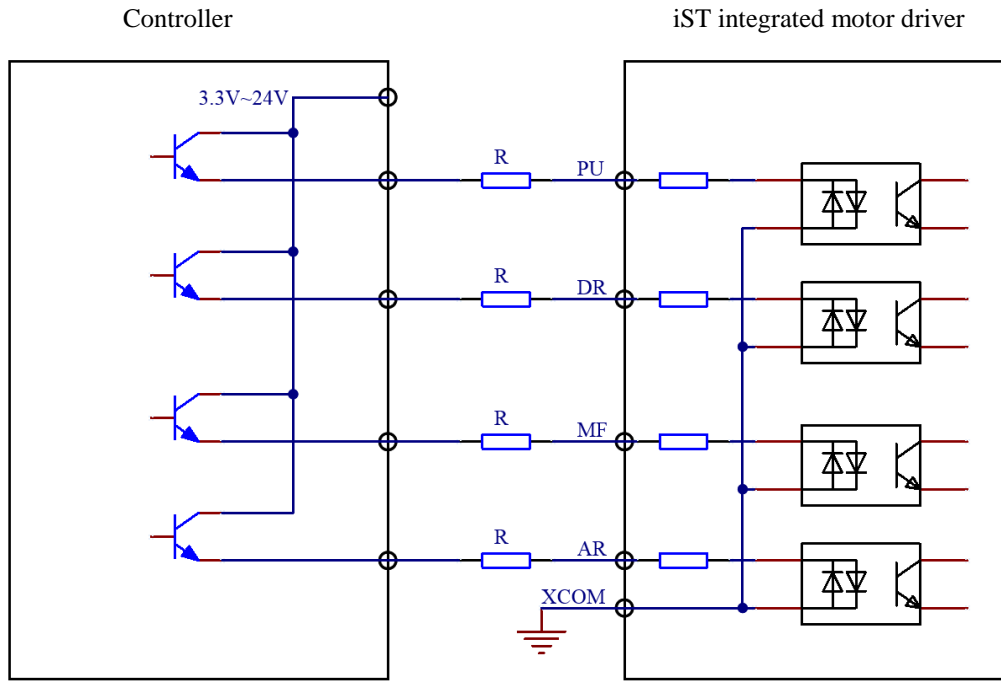 Controller
iST integrated motor driver
3.3V~24V
R
PU
R
DR
R
MF
R
AR
XCOM